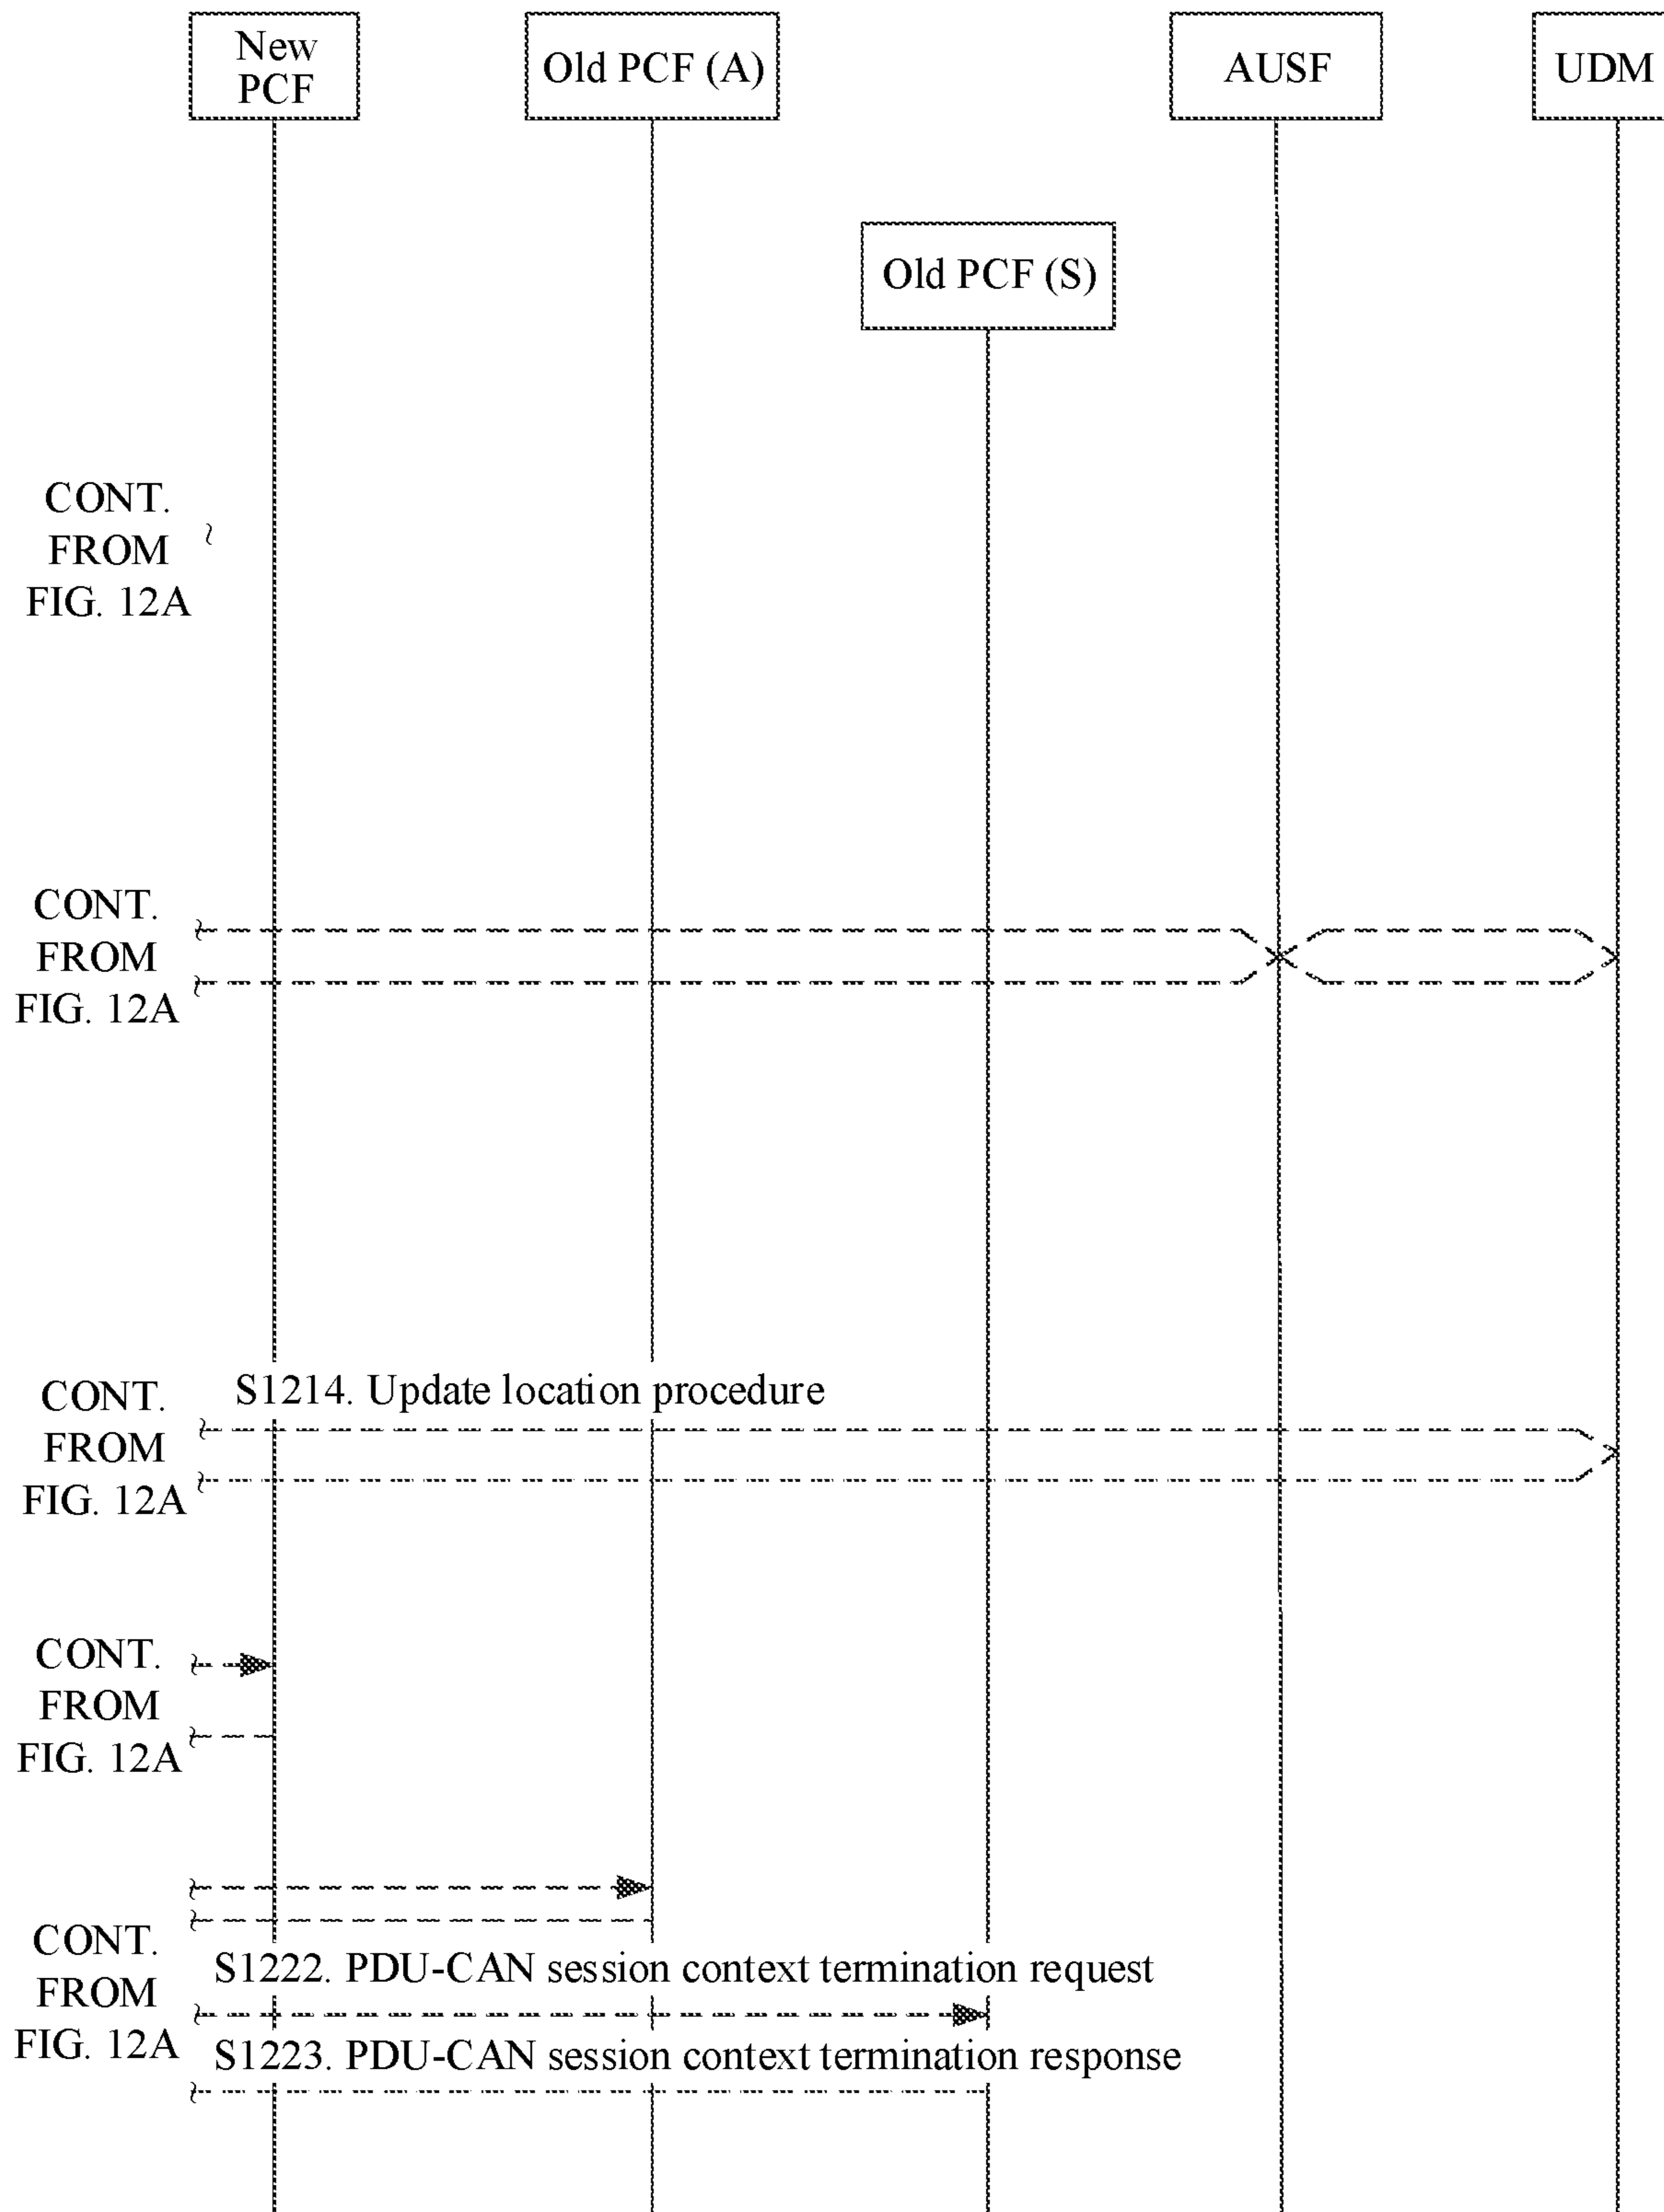 New
PCF
Old PCF (A)
AUSF
UDM
Old PCF (S)
CONT.
FROM
FIG. 12A
CONT.
FROM
FIG. 12A
S1214. Update location procedure
CONT.
FROM
FIG. 12A
CONT.
FROM
FIG. 12A
CONT.
FROM
FIG. 12A
S1222. PDU-CAN session context termination request
S1223. PDU-CAN session context termination response